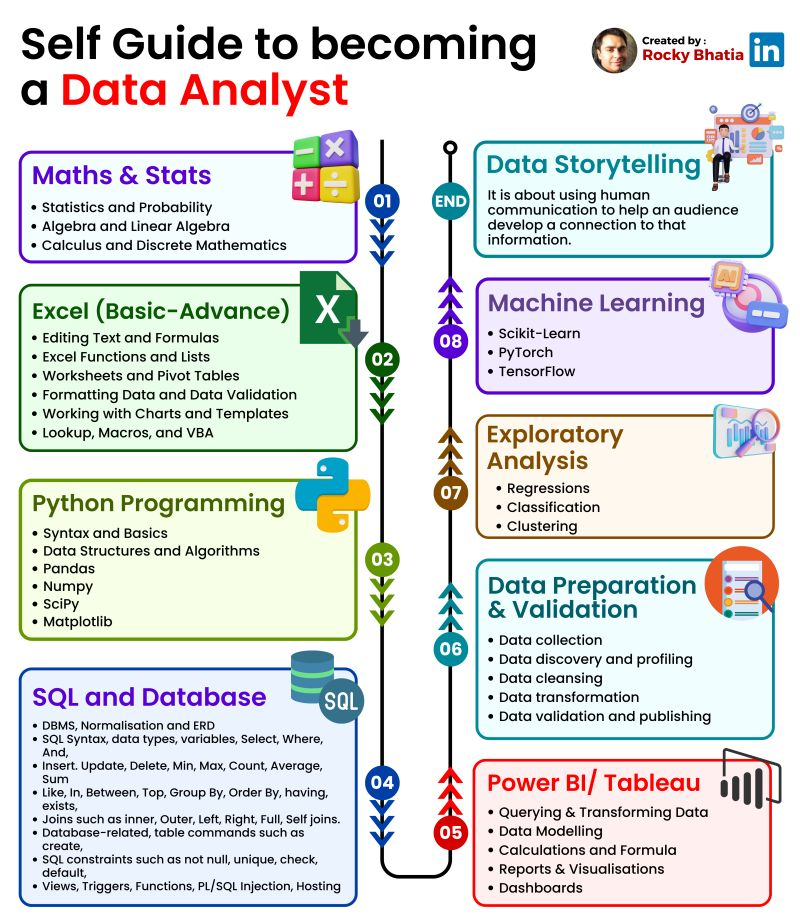 Self Guide to becoming
a Data Analyst
Created by :
Rocky Bhatia
in
Maths & Stats
• Statistics and Probability
• Algebra and Linear Algebra
• Calculus and Discrete Mathematics
01
Excel (Basic-Advance)
X
• Editing Text and Formulas
• Excel Functions and Lists
• Worksheets and Pivot Tables
• Formatting Data and Data Validation
• Working with Charts and Templates
• Lookup, Macros, and VBA
02
Python Programming
• Syntax and Basics
• Data Structures and Algorithms
• Pandas
• Numpy
• SciPy
• Matplotlib
03
SQL and Database
SQL
• DBMS, Normalisation and ERD
• SQL Syntax, data types, variables, Select, Where,
And,
• Insert. Update, Delete, Min, Max, Count, Average,
Sum
• Like, In, Between, Top, Group By, Order By, having,
exists,
• Joins such as inner, Outer, Left, Right, Full, Self joins.
• Database-related, table commands such as
create,
• SQL constraints such as not null, unique, check,
default,
• Views, Triggers, Functions, PL/SQL Injection, Hosting
04
Power BI/ Tableau
• Querying & Transforming Data
• Data Modelling
• Calculations and Formula
• Reports & Visualisations
• Dashboards
05
Data Preparation
& Validation
• Data collection
• Data discovery and profiling
• Data cleansing
• Data transformation
• Data validation and publishing
06
Exploratory
Analysis
• Regressions
• Classification
• Clustering
07
Machine Learning
AI
• Scikit-Learn
• PyTorch
• TensorFlow
08
Data Storytelling
It is about using human
communication to help an audience
develop a connection to that
information.
END